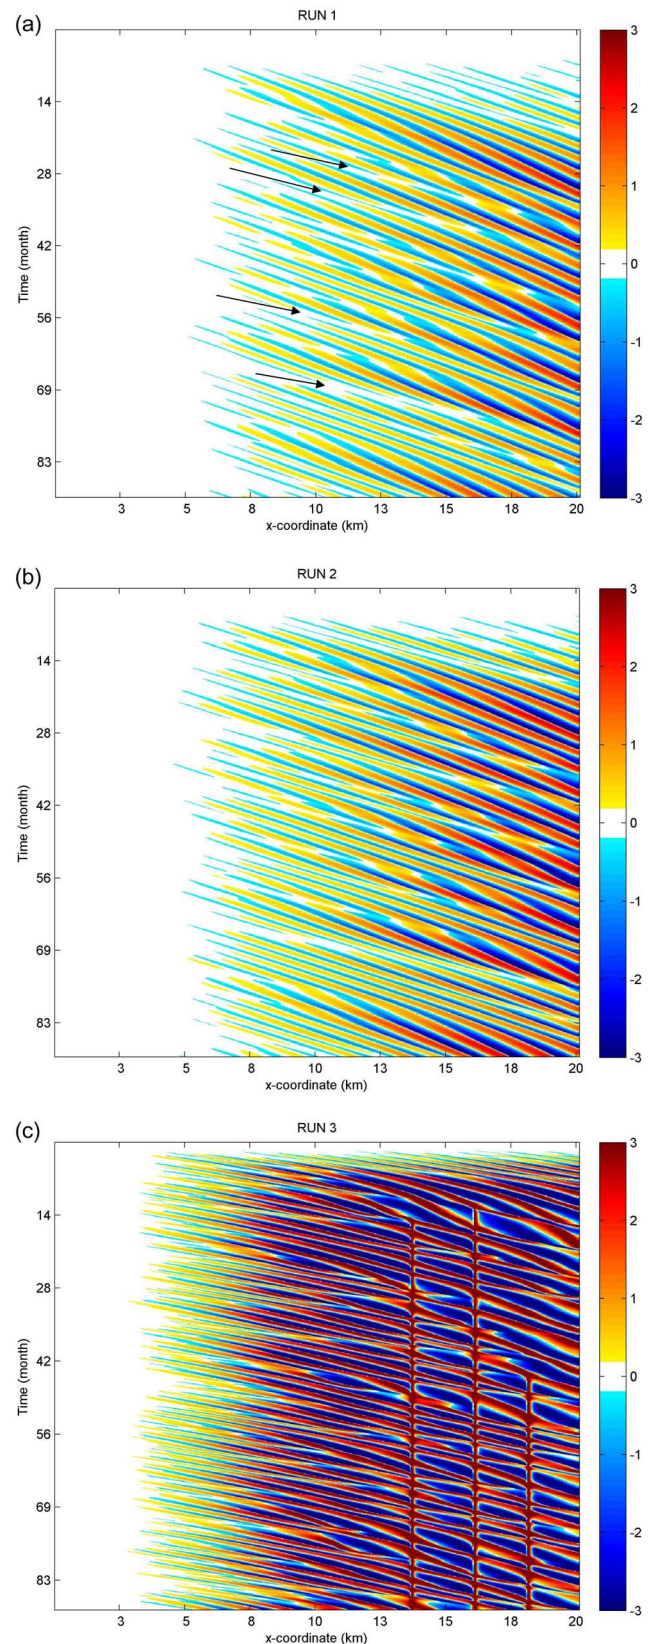 (a)
RUN 1
3
14
2
28
1
42
Time (month)
0
56
-1
69
-2
83
-3
3 5 8 10 13 15 18 20
x-coordinate (km)
(b)
RUN 2
3
14
2
28
1
42
Time (month)
0
56
-1
69
-2
83
-3
3 5 8 10 13 15 18 20
x-coordinate (km)
(c)
RUN 3
3
14
2
28
1
42
Time (month)
0
56
-1
69
-2
83
-3
3 5 8 10 13 15 18 20
x-coordinate (km)